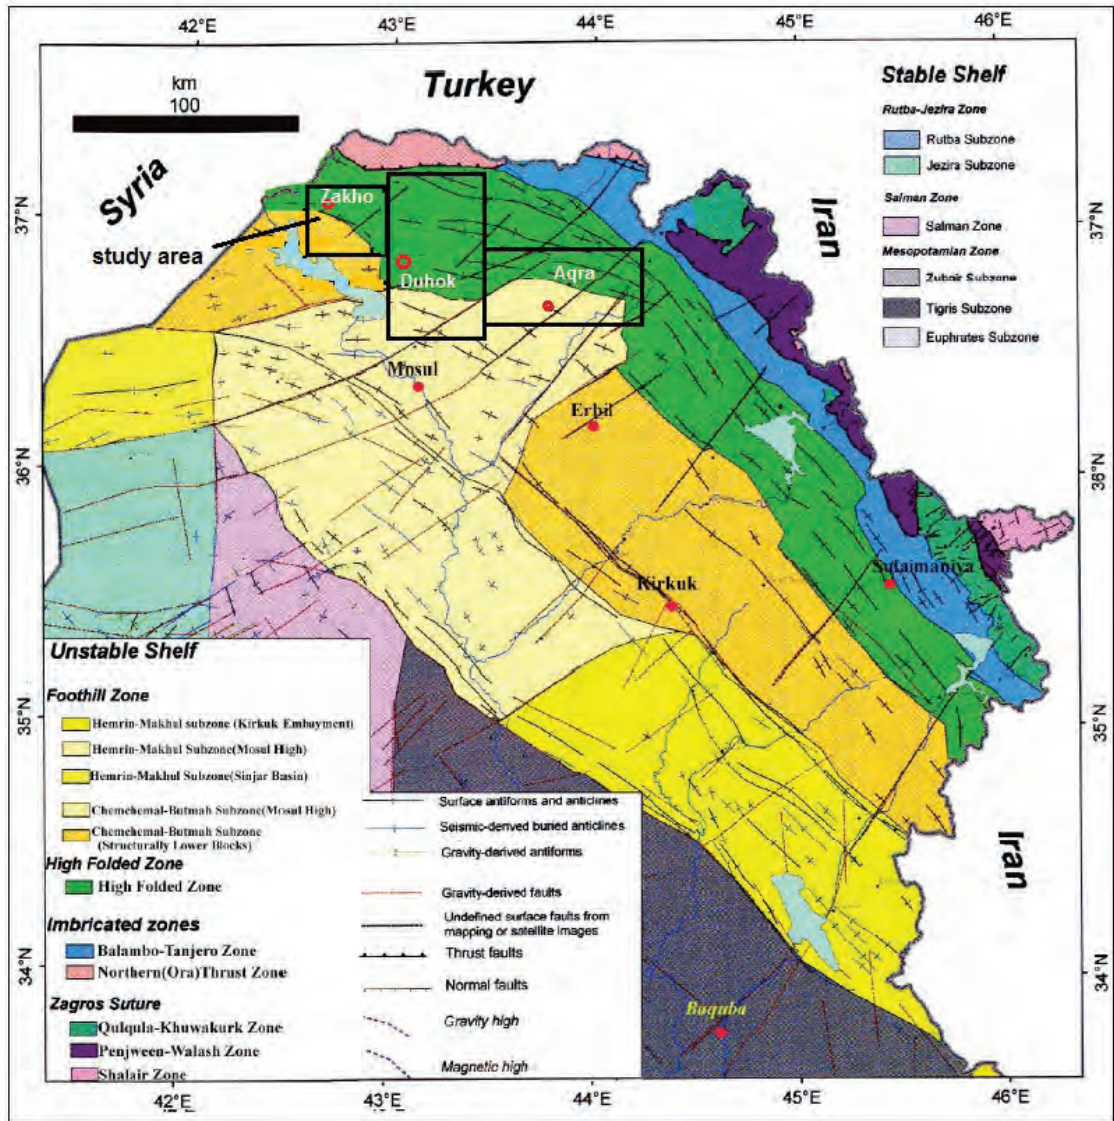 42°E
43°E
44°E
45°E
46°E
km
100
Turkey
Syria
Iran
37°N
37°N
study area
Zakho
Duhok
Aqra
Mosul
Erbil
36°N
36°N
Sulaimaniya
Kirkuk
35°N
35°N
Iran
34°N
34°N
Baquba
42°E
43°E
44°E
45°E
46°E
Stable Shelf
Rutba-Jezira Zone
Rutba Subzone
Jezira Subzone
Salman Zone
Salman Zone
Mesopotamian Zone
Zubair Subzone
Tigris Subzone
Euphrates Subzone
Unstable Shelf
Foothill Zone
Hemrin-Makhul subzone (Kirkuk Embayment)
Hemrin-Makhul Subzone(Mosul High)
Hemrin-Makhul Subzone(Sinjar Basin)
Chemchemal-Butmah Subzone(Mosul High)
Chemchemal-Butmah Subzone
(Structurally Lower Blocks)
High Folded Zone
High Folded Zone
Imbricated zones
Balambo-Tanjero Zone
Northern(Ora)Thrust Zone
Zagros Suture
Qulqula-Khuwakurk Zone
Penjween-Walash Zone
Shalair Zone
Surface antiforms and anticlines
Seismic-derived buried anticlines
Gravity-derived antiforms
Gravity-derived faults
Undefined surface faults from
mapping or satellite images
Thrust faults
Normal faults
Gravity high
Magnetic high